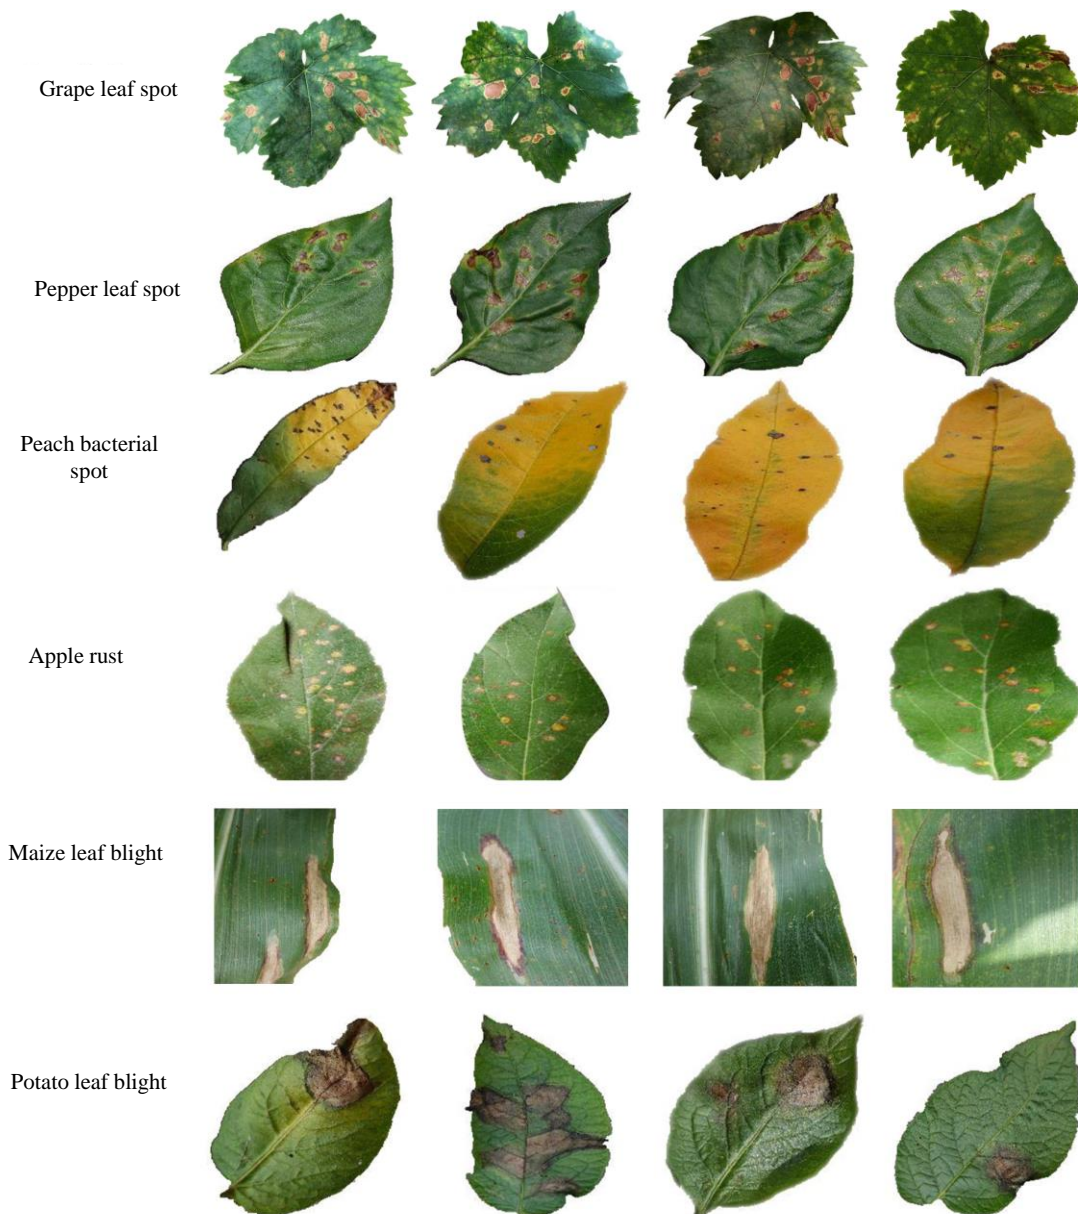 Grape leaf spot
Pepper leaf spot
Peach bacterial
spot
Apple rust
Maize leaf blight
Potato leaf blight